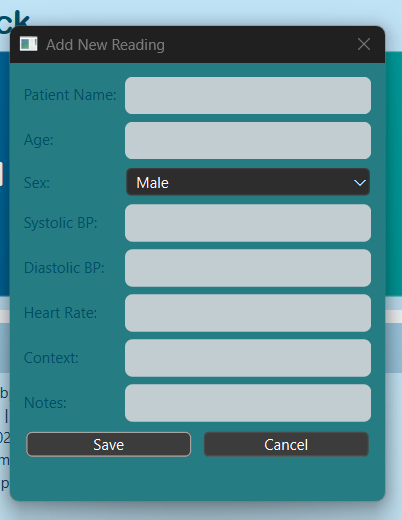 ck
Add New Reading
Patient Name:
Age:
Sex: Male
Systolic BP:
Diastolic BP:
Heart Rate:
Context:
Notes:
Save Cancel